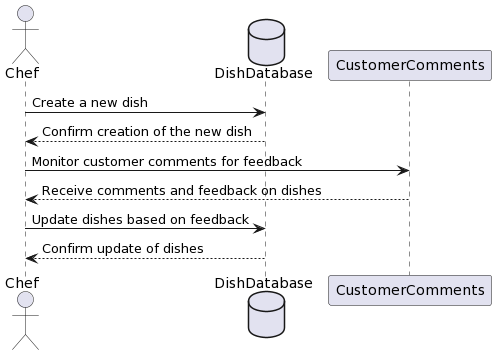 Chef
DishDatabase
CustomerComments
Create a new dish
Confirm creation of the new dish
Monitor customer comments for feedback
Receive comments and feedback on dishes
Update dishes based on feedback
Confirm update of dishes
Chef
DishDatabase
CustomerComments